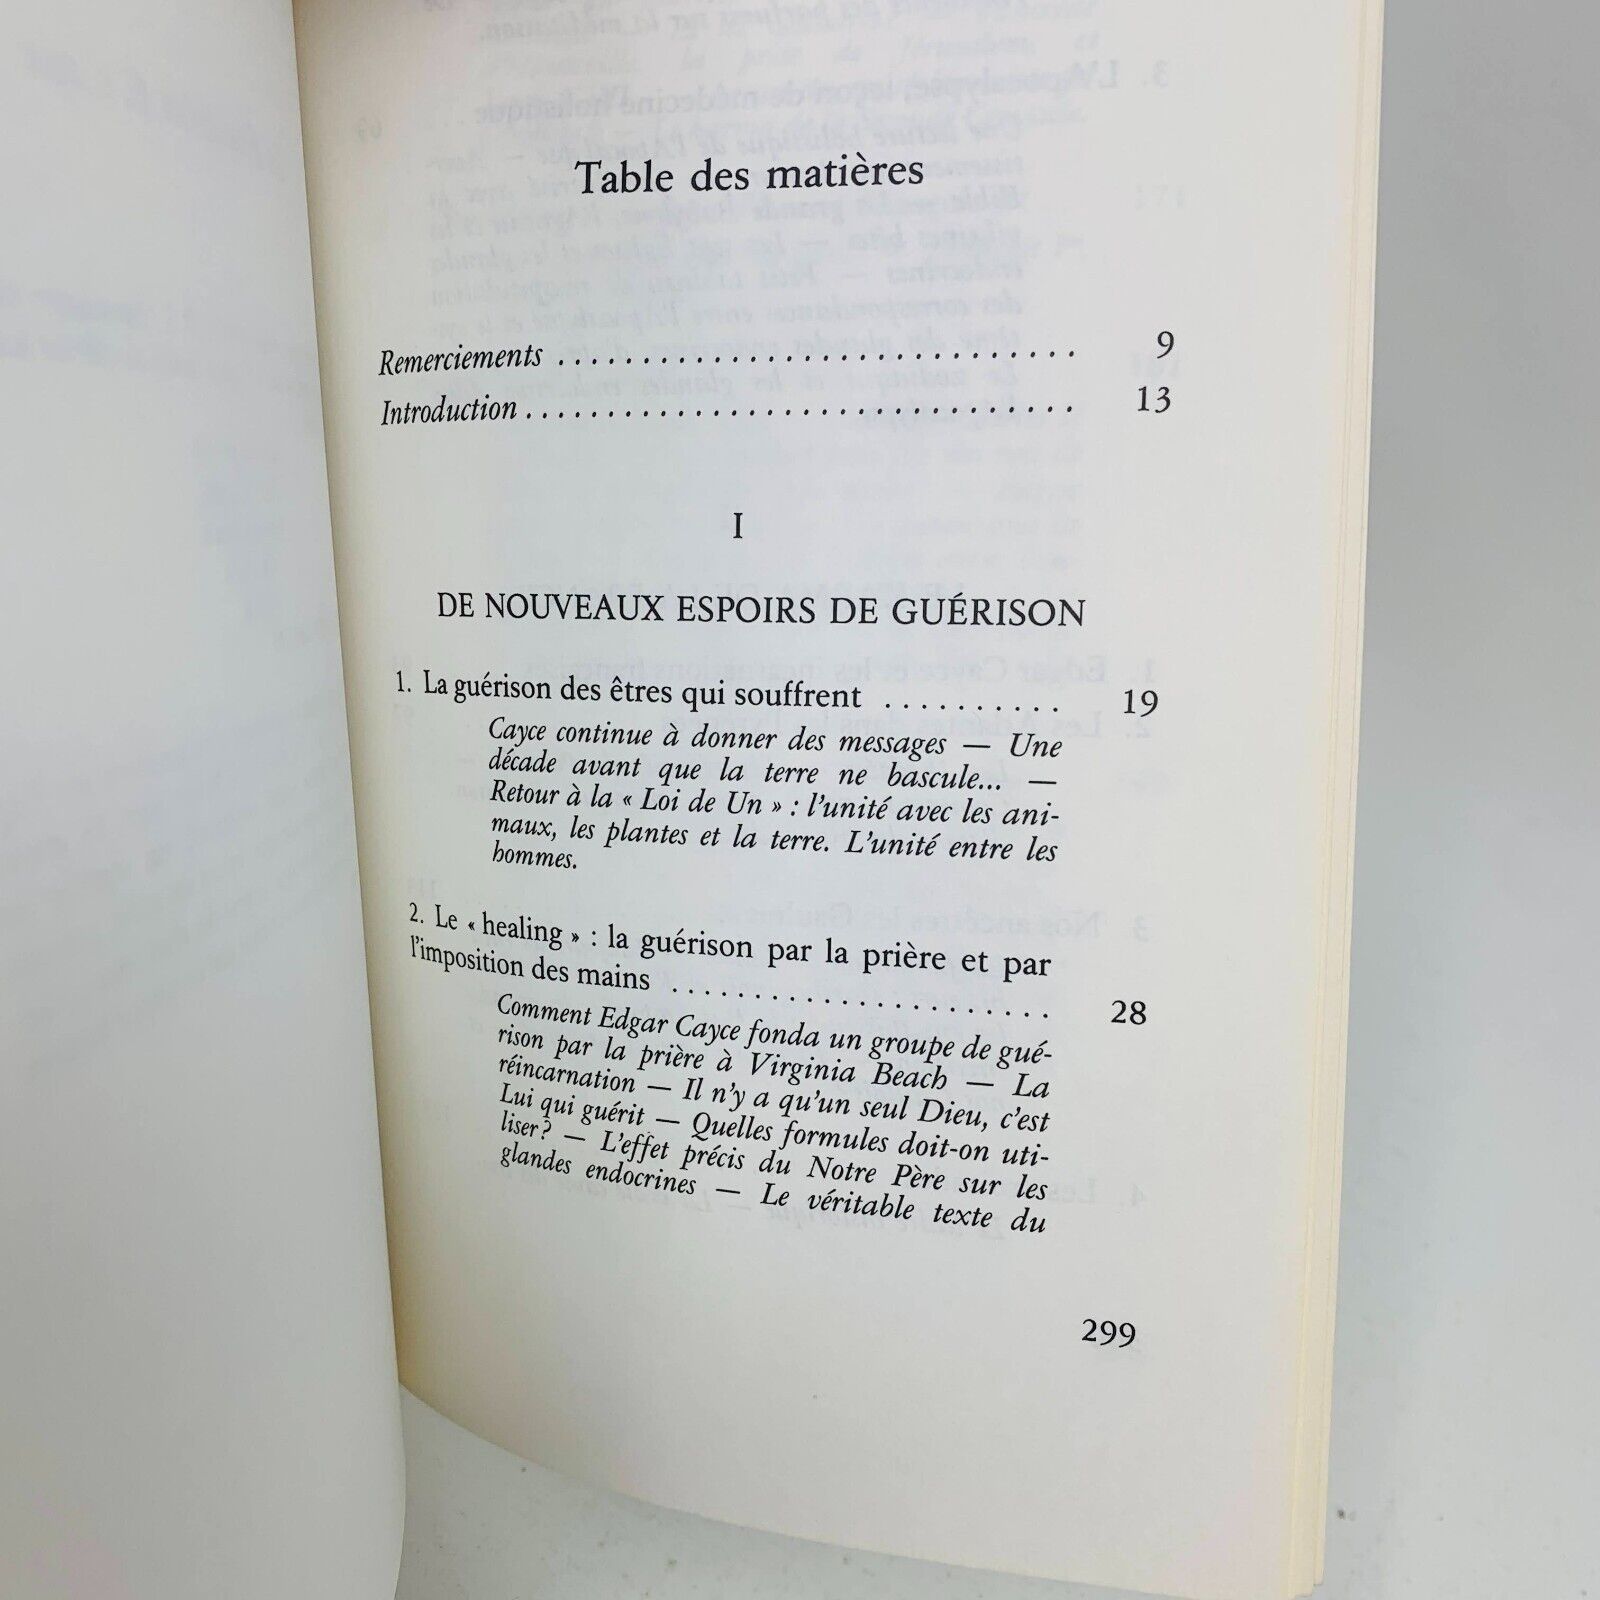 Table des matières
Remerciements . . . . . . . . . . . . . . . . . . . . . . . . . . . . . . . 9
Introduction . . . . . . . . . . . . . . . . . . . . . . . . . . . . . . . . . 13
I
DE NOUVEAUX ESPOIRS DE GUÉRISON
1. La guérison des êtres qui souffrent . . . . . . . . . . . 19
Cayce continue à donner des messages — Une
décade avant que la terre ne bascule... —
Retour à la « Loi de Un » : l'unité avec les ani-
maux, les plantes et la terre. L'unité entre les
hommes.
2. Le « healing » : la guérison par la prière et par
l'imposition des mains . . . . . . . . . . . . . . . . . . . . . . . 28
Comment Edgar Cayce fonda un groupe de gué-
rison par la prière à Virginia Beach — La
réincarnation — Il n'y a qu'un seul Dieu, c'est
Lui qui guérit — Quelles formules doit-on uti-
liser? — L'effet précis du Notre Père sur les
glandes endocrines — Le véritable texte du
299